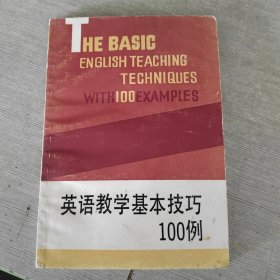 THE BASIC
ENGLISH TEACHING
TECHNIQUES
WITH 100 EXAMPLES
英语教学基本技巧
100例